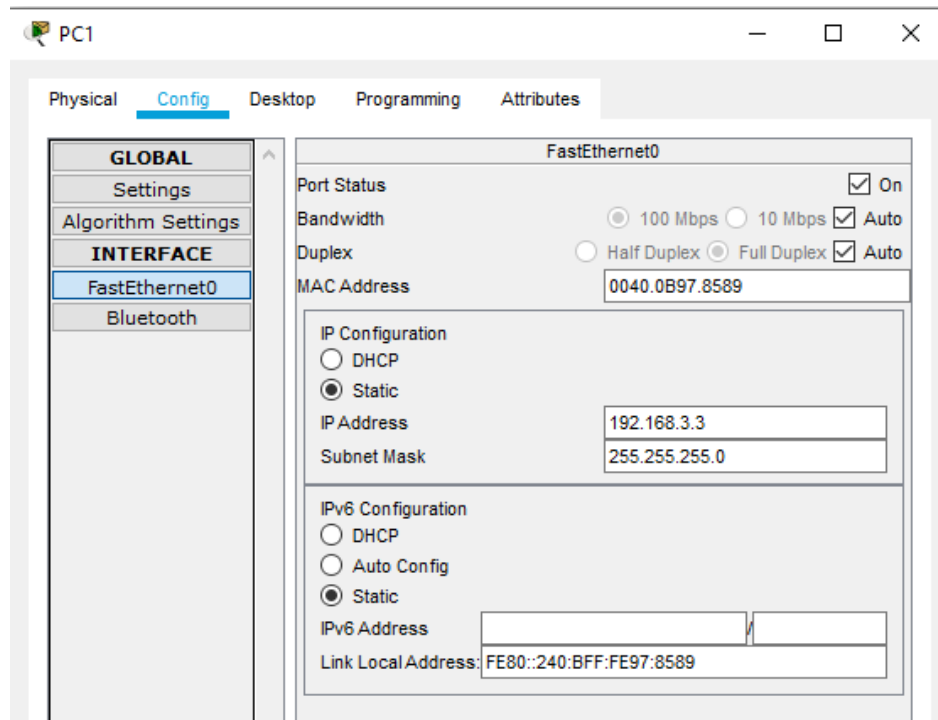 PC1
Physical Config Desktop Programming Attributes
GLOBAL
Settings
Algorithm Settings
INTERFACE
FastEthernet0
Bluetooth
FastEthernet0
Port Status On
Bandwidth 100 Mbps 10 Mbps Auto
Duplex Half Duplex Full Duplex Auto
MAC Address 0040.0B97.8589
IP Configuration
DHCP
Static
IP Address 192.168.3.3
Subnet Mask 255.255.255.0
IPv6 Configuration
DHCP
Auto Config
Static
IPv6 Address /
Link Local Address: FE80::240:BFF:FE97:8589